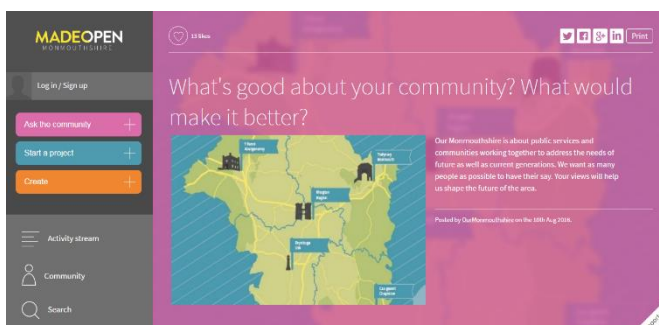 MADEOPEN
MONMOUTHSHIRE
Log in / Sign up
Ask the community
Start a project
Create
Activity stream
Community
Search
12 likes
Print
What's good about your community? What would
make it better?
Our Monmouthshire is about public services and
communities working together to address the needs of
future as well as current generations. We want as many
people as possible to have their say. Your views will help
us shape the future of the area.
Posted by OurMonmouthshire on the 16th Aug 2016.